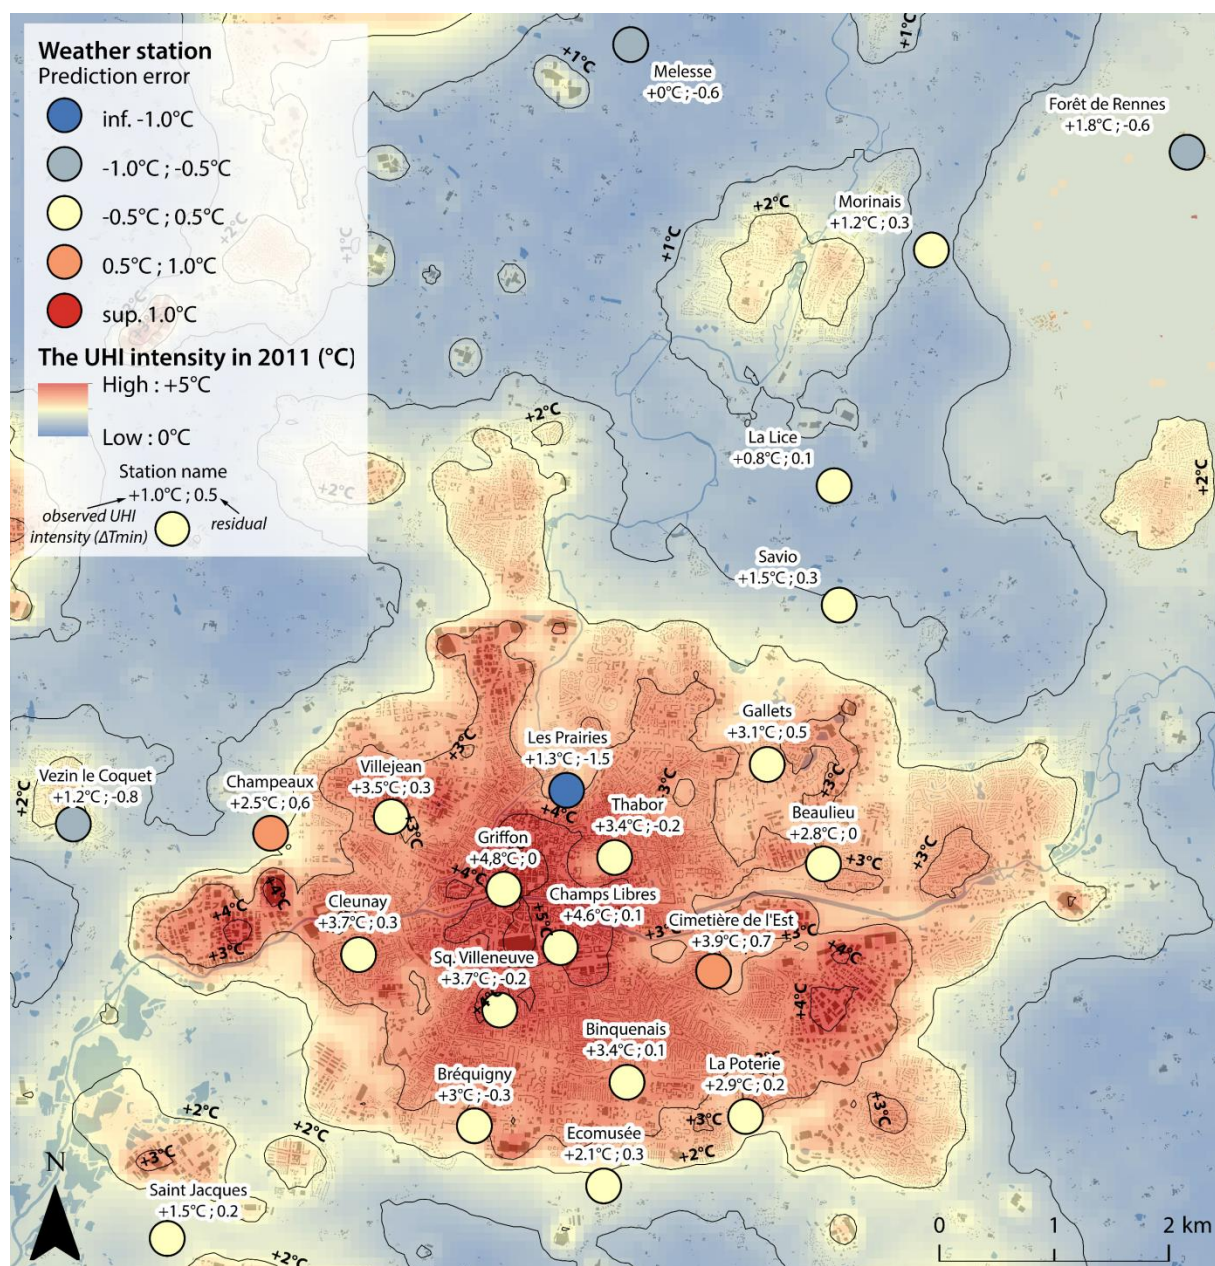 Weather station
Prediction error
inf. -1.0°C
-1.0°C ; -0.5°C
-0.5°C ; 0.5°C
0.5°C ; 1.0°C
sup. 1.0°C
The UHI intensity in 2011 (°C)
High : +5°C
Low : 0°C
Station name
+1.0°C ; 0.5
observed UHI
intensity (ΔTmin)
residual
+1°C
Melesse
+0°C ; -0.6
+1°C
Forêt de Rennes
+1.8°C ; -0.6
+2°C
Morinais
+1.2°C ; 0.3
+1°C
+2°C
+1°C
+2°C
+2°C
+2°C
La Lice
+0.8°C ; 0.1
+2°C
Savio
+1.5°C ; 0.3
Gallets
+3.1°C ; 0.5
Les Prairies
+1.3°C ; -1.5
+3°C
+3°C
+3°C
+4°C
Villejean
+3.5°C ; 0.3
+3°C
Vezin le Coquet
+1.2°C ; -0.8
+2°C
Champeaux
+2.5°C ; 0.6
Thabor
+3.4°C ; -0.2
Beaulieu
+2.8°C ; 0
+3°C
+3°C
Griffon
+4,8°C ; 0
+4°C
+4°C
+4°C
+3°C
Cleunay
+3.7°C ; 0.3
Champs Libres
+4.6°C ; 0.1
+5°C
Cimetière de l'Est
+3.9°C ; 0.7
+3°C
+3°C
+4°C
+4°C
Sq. Villeneuve
+3.7°C ; -0.2
Binquenais
+3.4°C ; 0.1
La Poterie
+2.9°C ; 0.2
+3°C
+3°C
Bréquigny
+3°C ; -0.3
Ecomusée
+2.1°C ; 0.3
+2°C
+2°C
+2°C
+3°C
N
Saint Jacques
+1.5°C ; 0.2
+2°C
0 1 2 km